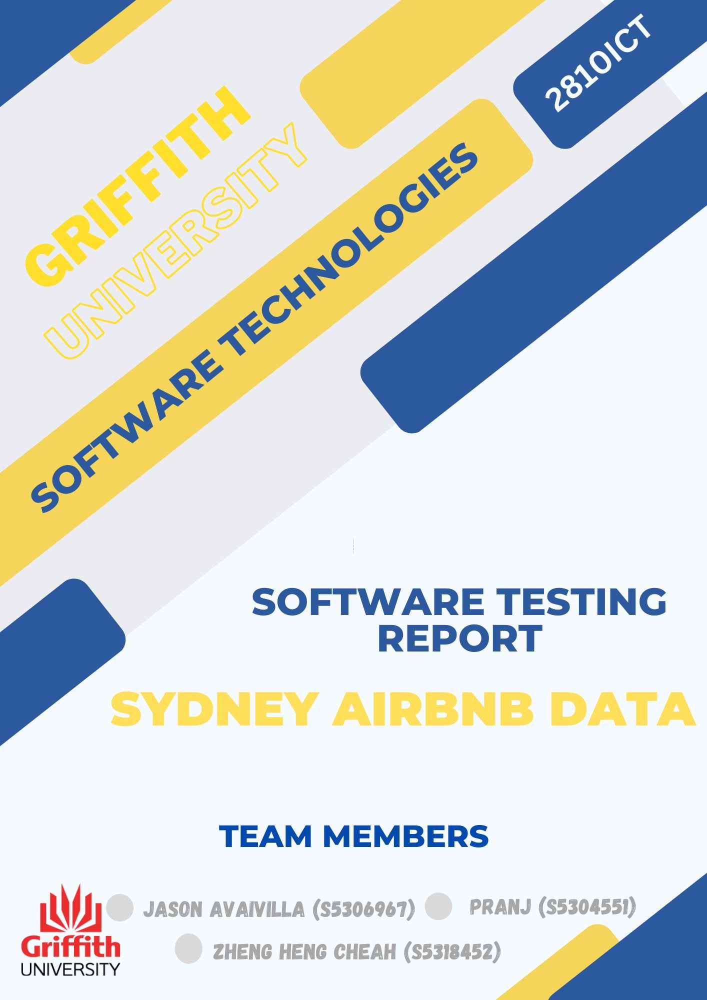 2810ICT
GRIFFITH
UNIVERSITY
SOFTWARE TECHNOLOGIES
SOFTWARE TESTING
REPORT
SYDNEY AIRBNB DATA
TEAM MEMBERS
JASON AVAIVILLA (S5306967)
PRANJ (S5304551)
ZHENG HENG CHEAH (S5318452)
Griffith
UNIVERSITY